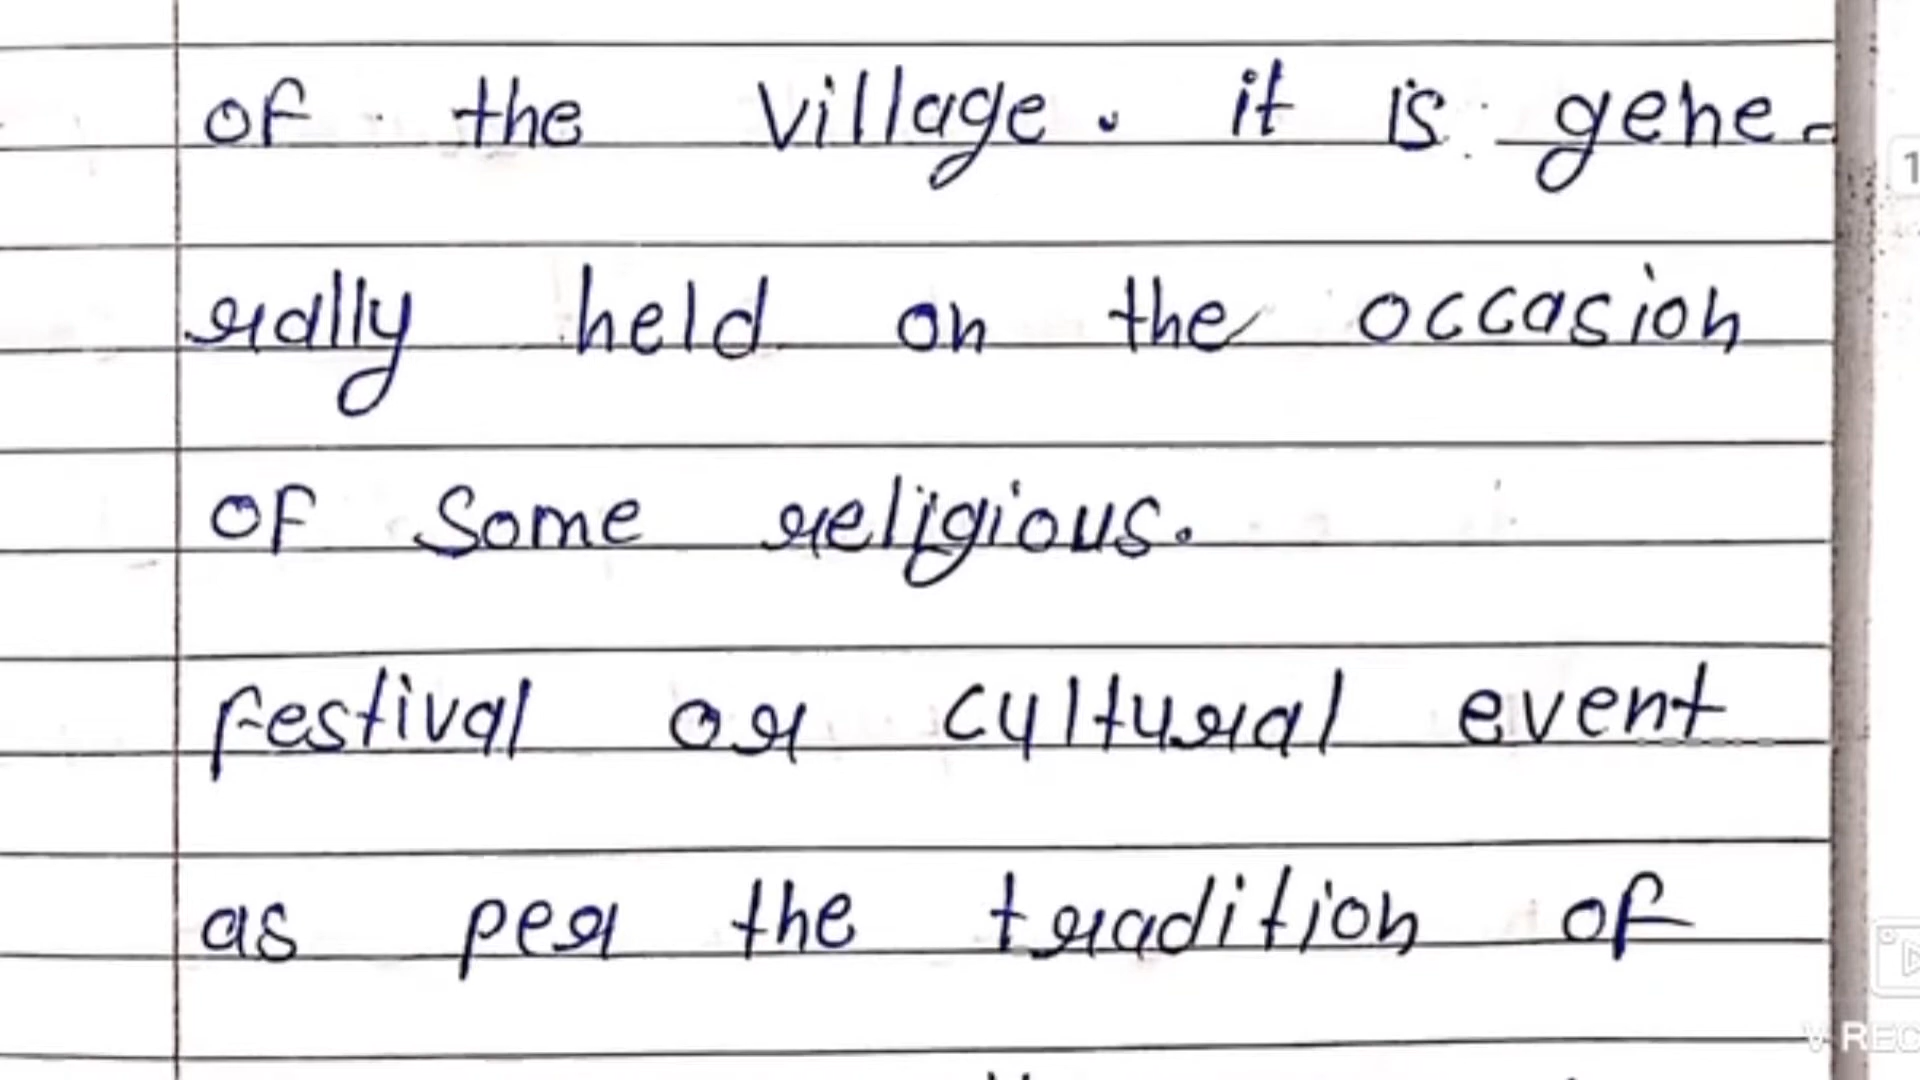 of the village. it is gene-
rally held on the occasion
of Some religious.
festival or cultural event
as per the tradition of